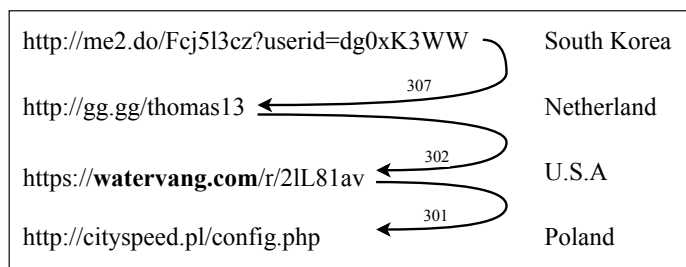 http://me2.do/Fcj5l3cz?userid=dg0xK3WW South Korea
307
http://gg.gg/thomas13 Netherland
302
https://watervang.com/r/2lL81av U.S.A
301
http://cityspeed.pl/config.php Poland